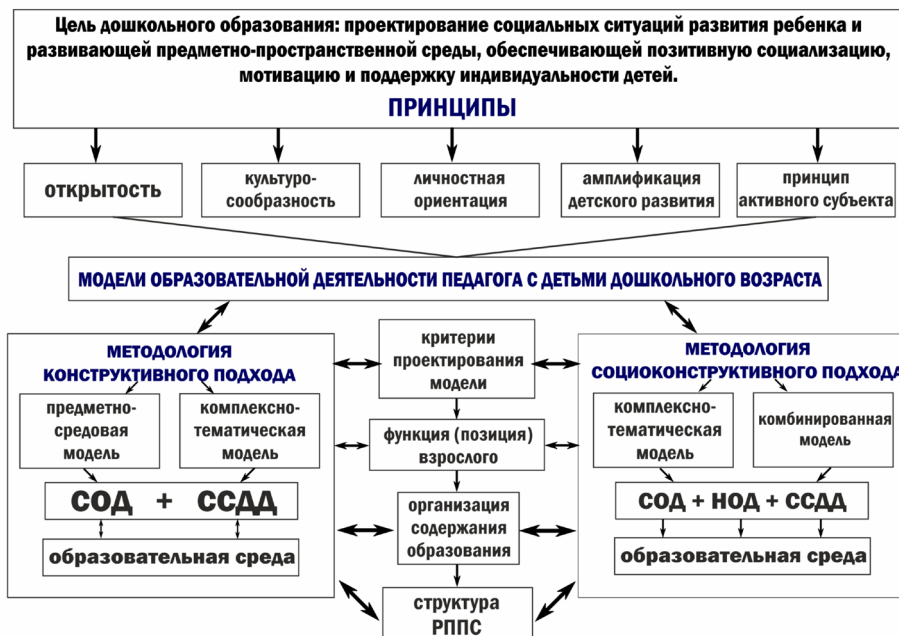 Цель дошкольного образования: проектирование социальных ситуаций развития ребенка и
развивающей предметно-пространственной среды, обеспечивающей позитивную социализацию,
мотивацию и поддержку индивидуальности детей.
ПРИНЦИПЫ
открытость
культуро-
сообразность
личностная
ориентация
амплификация
детского развития
принцип
активного субъекта
МОДЕЛИ ОБРАЗОВАТЕЛЬНОЙ ДЕЯТЕЛЬНОСТИ ПЕДАГОГА С ДЕТЬМИ ДОШКОЛЬНОГО ВОЗРАСТА
МЕТОДОЛОГИЯ
КОНСТРУКТИВНОГО ПОДХОДА
предметно-
средовая
модель
комплексно-
тематическая
модель
СОД + ССДД
образовательная среда
критерии
проектирования
модели
функция (позиция)
взрослого
организация
содержания
образования
структура
РППС
МЕТОДОЛОГИЯ
СОЦИОКОНСТРУКТИВНОГО ПОДХОДА
комплексно-
тематическая
модель
комбинированная
модель
СОД + НОД + ССДД
образовательная среда